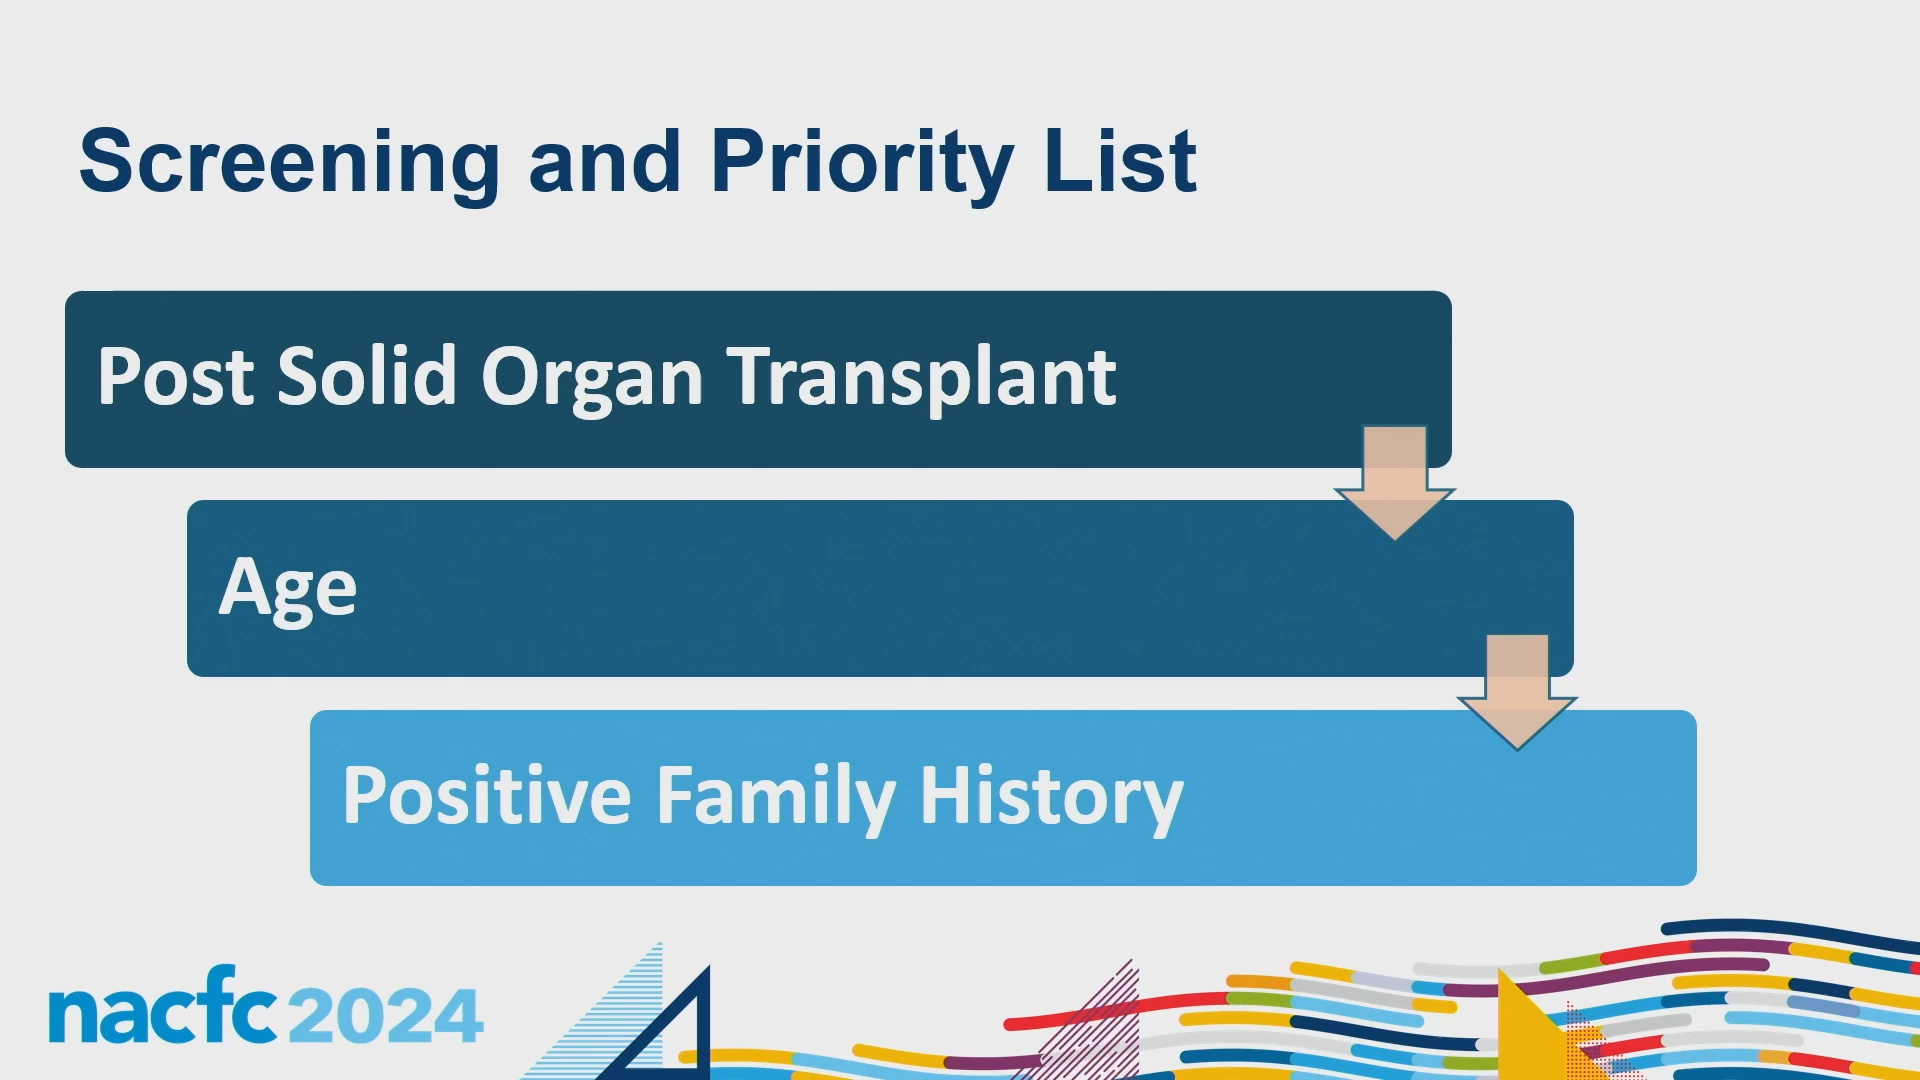 Screening and Priority List
Post Solid Organ Transplant
Age
Positive Family History
nacfc 2024